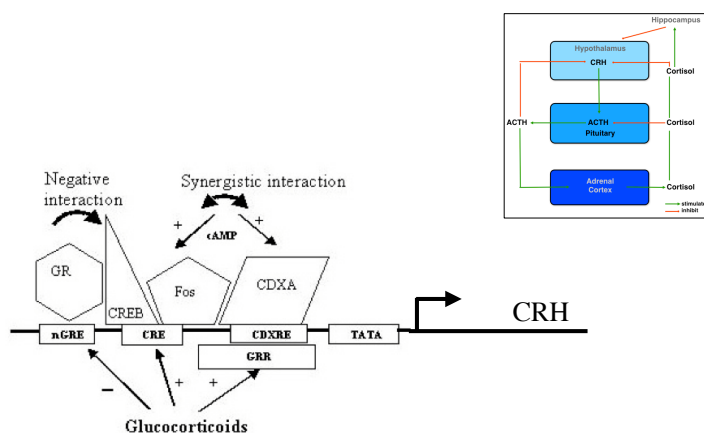 Hippocampus
Hypothalamus
CRH
Cortisol
ACTH
ACTH
Cortisol
Pituitary
Adrenal
Cortex
Cortisol
stimulate
inhibit
Negative
interaction
Synergistic interaction
+ +
cAMP
GR
CREB
Fos
CDXA
CRH
nGRE CRE CDXRE TATA
GRR
− + +
Glucocorticoids